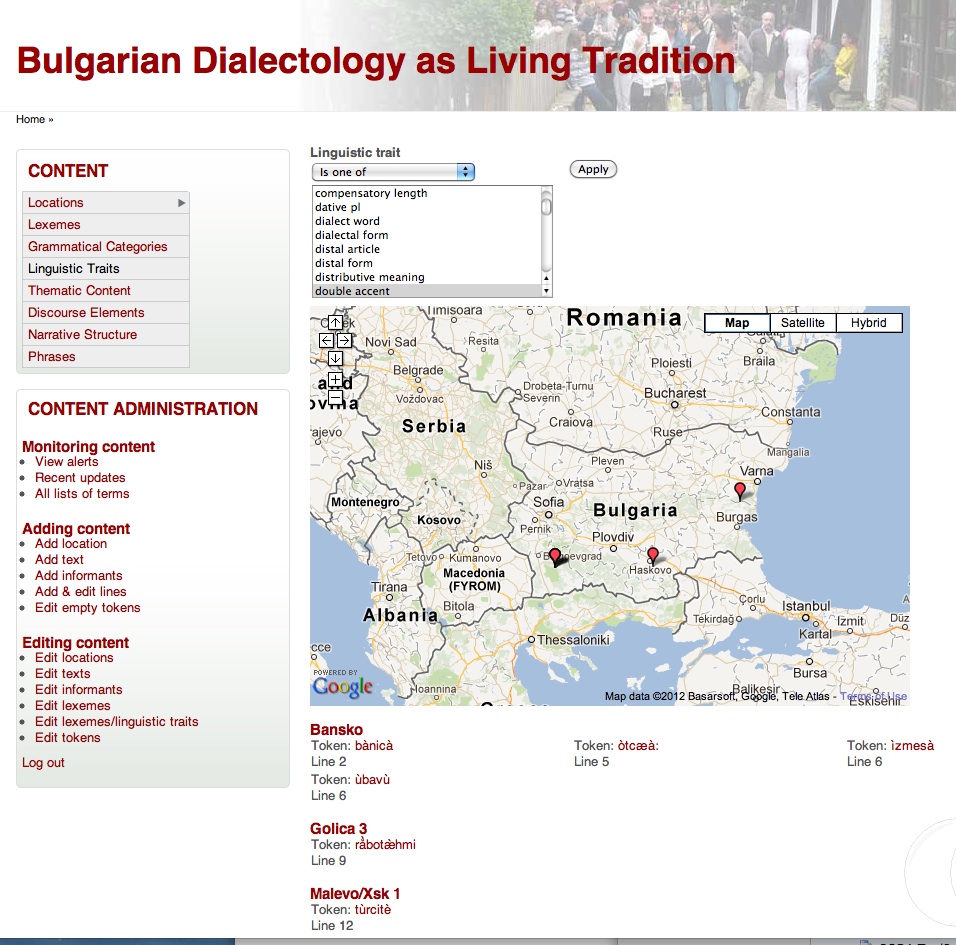 Bulgarian Dialectology as Living Tradition
Home »
CONTENT
Locations
Lexemes
Grammatical Categories
Linguistic Traits
Thematic Content
Discourse Elements
Narrative Structure
Phrases
CONTENT ADMINISTRATION
Monitoring content
View alerts
Recent updates
All lists of terms
Adding content
Add location
Add text
Add informants
Add & edit lines
Edit empty tokens
Editing content
Edit locations
Edit texts
Edit informants
Edit lexemes
Edit lexemes/linguistic traits
Edit tokens
Log out
Linguistic trait
Is one of
Apply
compensatory length
dative pl
dialect word
dialectal form
distal article
distal form
distributive meaning
double accent
Timisoara
Romania
Map Satellite Hybrid
Novi Sad
Resita
Ploiesti
Braila
Belgrade
Voždovac
Drobeta-Turnu
Severin
Bucharest
Craiova
Constanta
Serbia
Ruse
Mangalia
Niš
Pleven
Varna
Pazar
Vratsa
Montenegro
Sofia
Bulgaria
Burgas
Kosovo
Pernik
Plovdiv
Tetovo
Kumanovo
Haskovo
Macedonia
(FYROM)
Tirana
Bitola
Albania
Çorlu
Istanbul
Tekirdağ
Izmit
Kartal
Thessaloniki
Bursa
Ioannina
Balikesir
Eskisehir
POWERED BY
Google
Map data ©2012 Basarsoft, Google, Tele Atlas - Terms of Use
Bansko
Token: bànicà
Line 2
Token: òtcæà:
Line 5
Token: ìzmesà
Line 6
Token: ùbavù
Line 6
Golica 3
Token: rằbotæ̀hmi
Line 9
Malevo/Xsk 1
Token: tùrcitè
Line 12